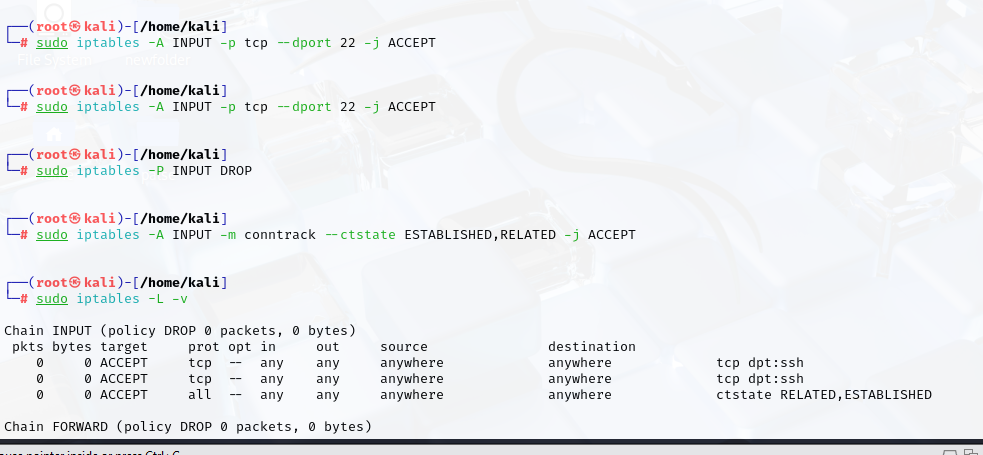 ┌──(root㉿kali)-[/home/kali]
└─# sudo iptables -A INPUT -p tcp --dport 22 -j ACCEPT
File System newfolder
┌──(root㉿kali)-[/home/kali]
└─# sudo iptables -A INPUT -p tcp --dport 22 -j ACCEPT
┌──(root㉿kali)-[/home/kali]
└─# sudo iptables -P INPUT DROP
┌──(root㉿kali)-[/home/kali]
└─# sudo iptables -A INPUT -m conntrack --ctstate ESTABLISHED,RELATED -j ACCEPT
┌──(root㉿kali)-[/home/kali]
└─# sudo iptables -L -v
Chain INPUT (policy DROP 0 packets, 0 bytes)
pkts bytes target prot opt in out source destination
0 0 ACCEPT tcp -- any any anywhere anywhere tcp dpt:ssh
0 0 ACCEPT tcp -- any any anywhere anywhere tcp dpt:ssh
0 0 ACCEPT all -- any any anywhere anywhere ctstate RELATED,ESTABLISHED
Chain FORWARD (policy DROP 0 packets, 0 bytes)
pointer inside or press Ctrl+G.